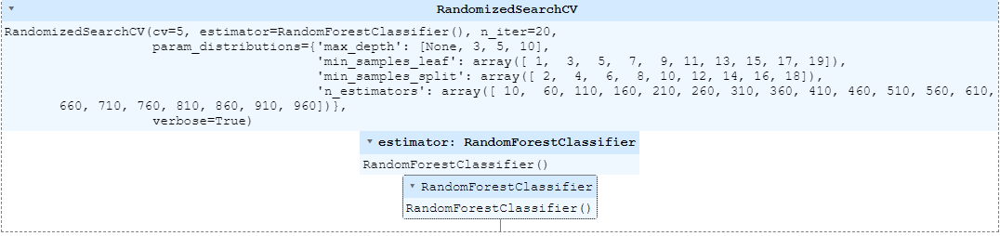 RandomizedSearchCV
RandomizedSearchCV(cv=5, estimator=RandomForestClassifier(), n_iter=20,
param_distributions={'max_depth': [None, 3, 5, 10],
'min_samples_leaf': array([ 1,  3,  5,  7,  9, 11, 13, 15, 17, 19]),
'min_samples_split': array([ 2,  4,  6,  8, 10, 12, 14, 16, 18]),
'n_estimators': array([ 10,  60, 110, 160, 210, 260, 310, 360, 410, 460, 510, 560, 610,
660, 710, 760, 810, 860, 910, 960])},
verbose=True)
estimator: RandomForestClassifier
RandomForestClassifier()
RandomForestClassifier
RandomForestClassifier()